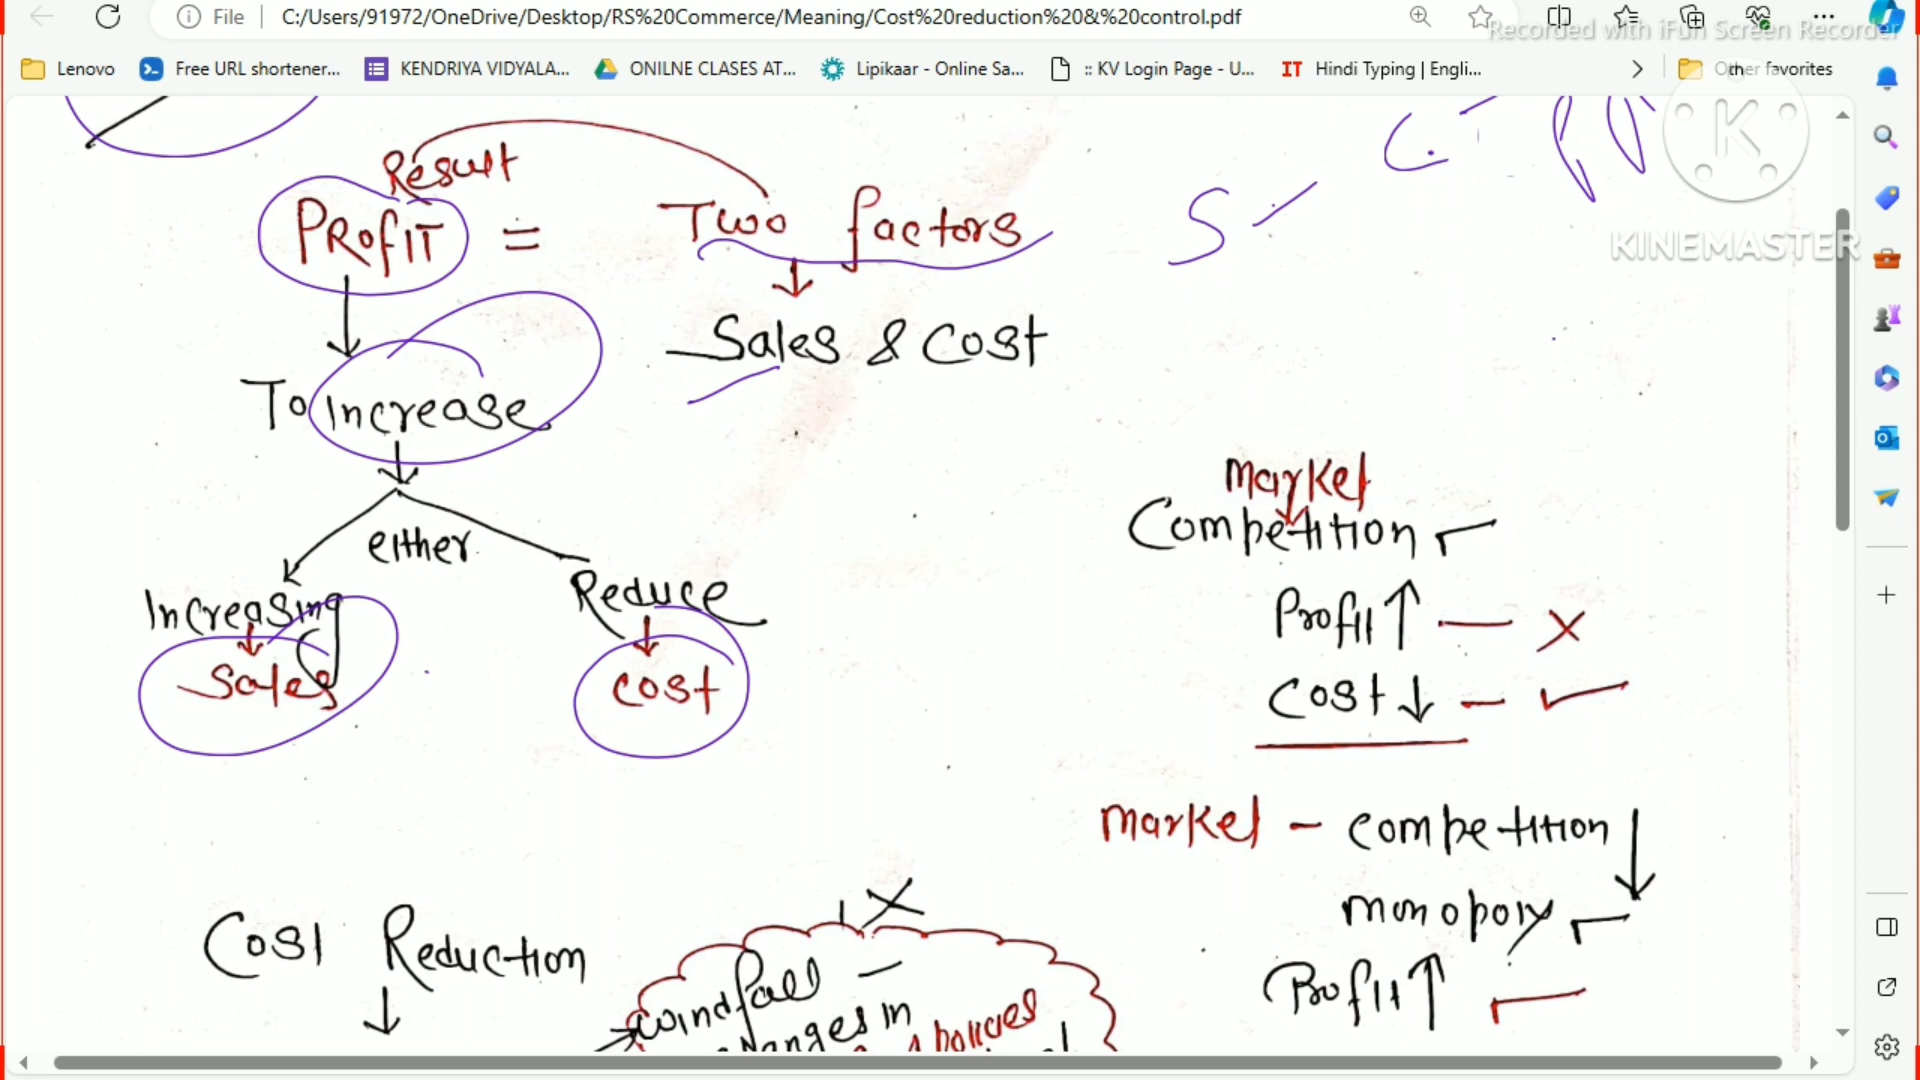 File
C:/Users/91972/OneDrive/Desktop/RS%20Commerce/Meaning/Cost%20reduction%20&%20control.pdf
Recorded with iFun Screen Recorder
Lenovo
Free URL shortener...
KENDRIYA VIDYALA...
ONILNE CLASES AT...
Lipikaar - Online Sa...
:: KV Login Page - U...
IT Hindi Typing | Engli...
Other favorites
K
KINEMASTER
Result
PROFIT = Two factors
S - C = P
Sales & Cost
To increase
either
Increasing
Sales
Reduce
Cost
Market
Competition
Profit ↑ — ×
Cost ↓ - ✓
Market - Competition ↓
monopoly
Profit ↑
Cost Reduction
windfall -
changes in
policies